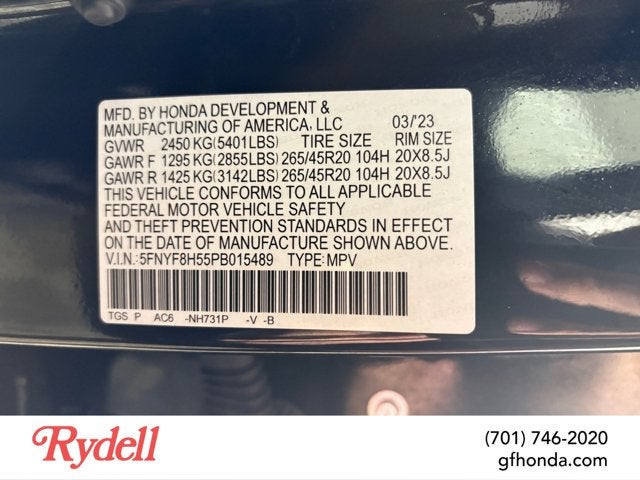 MFD. BY HONDA DEVELOPMENT &
MANUFACTURING OF AMERICA, LLC 03/'23
GVWR 2450 KG(5401LBS) TIRE SIZE RIM SIZE
GAWR F 1295 KG(2855LBS) 265/45R20 104H 20X8.5J
GAWR R 1425 KG(3142LBS) 265/45R20 104H 20X8.5J
THIS VEHICLE CONFORMS TO ALL APPLICABLE
FEDERAL MOTOR VEHICLE SAFETY
AND THEFT PREVENTION STANDARDS IN EFFECT
ON THE DATE OF MANUFACTURE SHOWN ABOVE.
V.I.N.:5FNYF8H55PB015489 TYPE:MPV
TGS P AC6 -NH731P -V -B
Rydell
(701) 746-2020
gfhonda.com